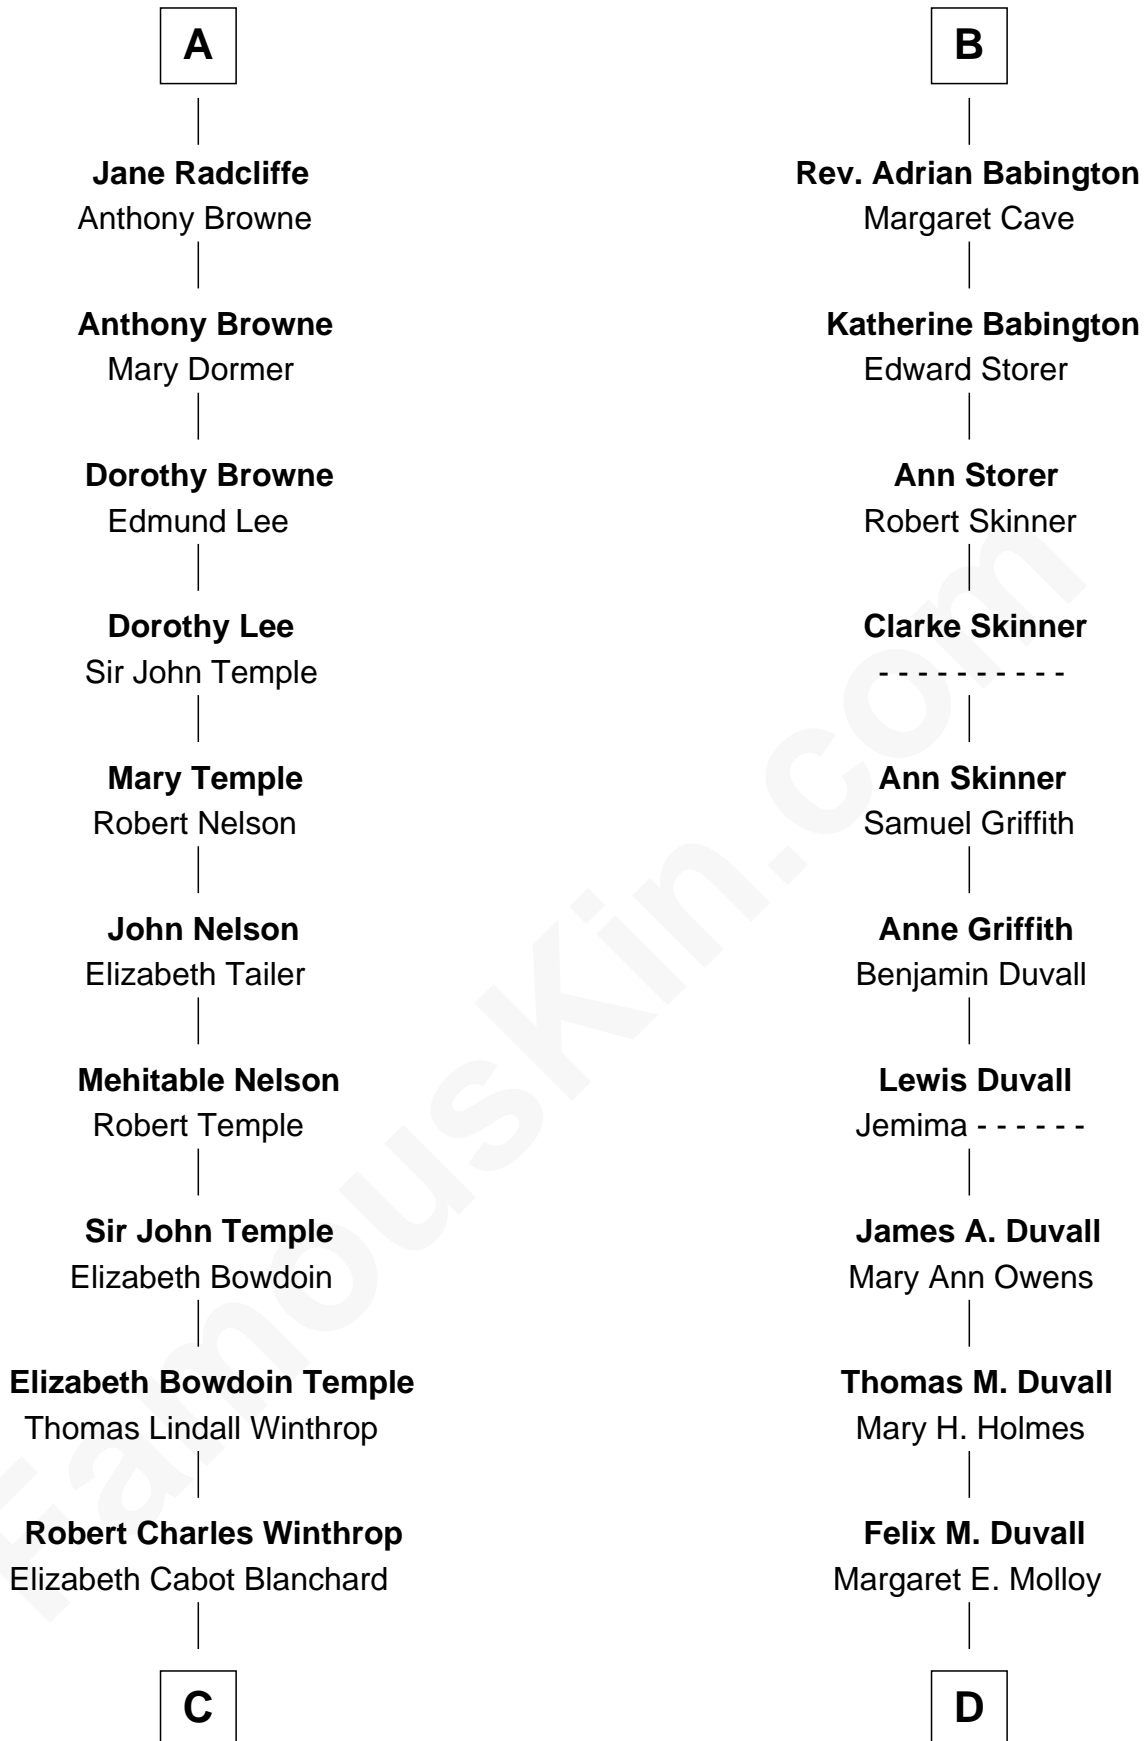 A
Jane Radcliffe
Anthony Browne
Anthony Browne
Mary Dormer
Dorothy Browne
Edmund Lee
Dorothy Lee
Sir John Temple
Mary Temple
Robert Nelson
John Nelson
Elizabeth Tailer
Mehitable Nelson
Robert Temple
Sir John Temple
Elizabeth Bowdoin
Elizabeth Bowdoin Temple
Thomas Lindall Winthrop
Robert Charles Winthrop
Elizabeth Cabot Blanchard
C
B
Rev. Adrian Babington
Margaret Cave
Katherine Babington
Edward Storer
Ann Storer
Robert Skinner
Clarke Skinner
- - - - - - - - - -
Ann Skinner
Samuel Griffith
Anne Griffith
Benjamin Duvall
Lewis Duvall
Jemima - - - - - -
James A. Duvall
Mary Ann Owens
Thomas M. Duvall
Mary H. Holmes
Felix M. Duvall
Margaret E. Molloy
D
FamousKin.com